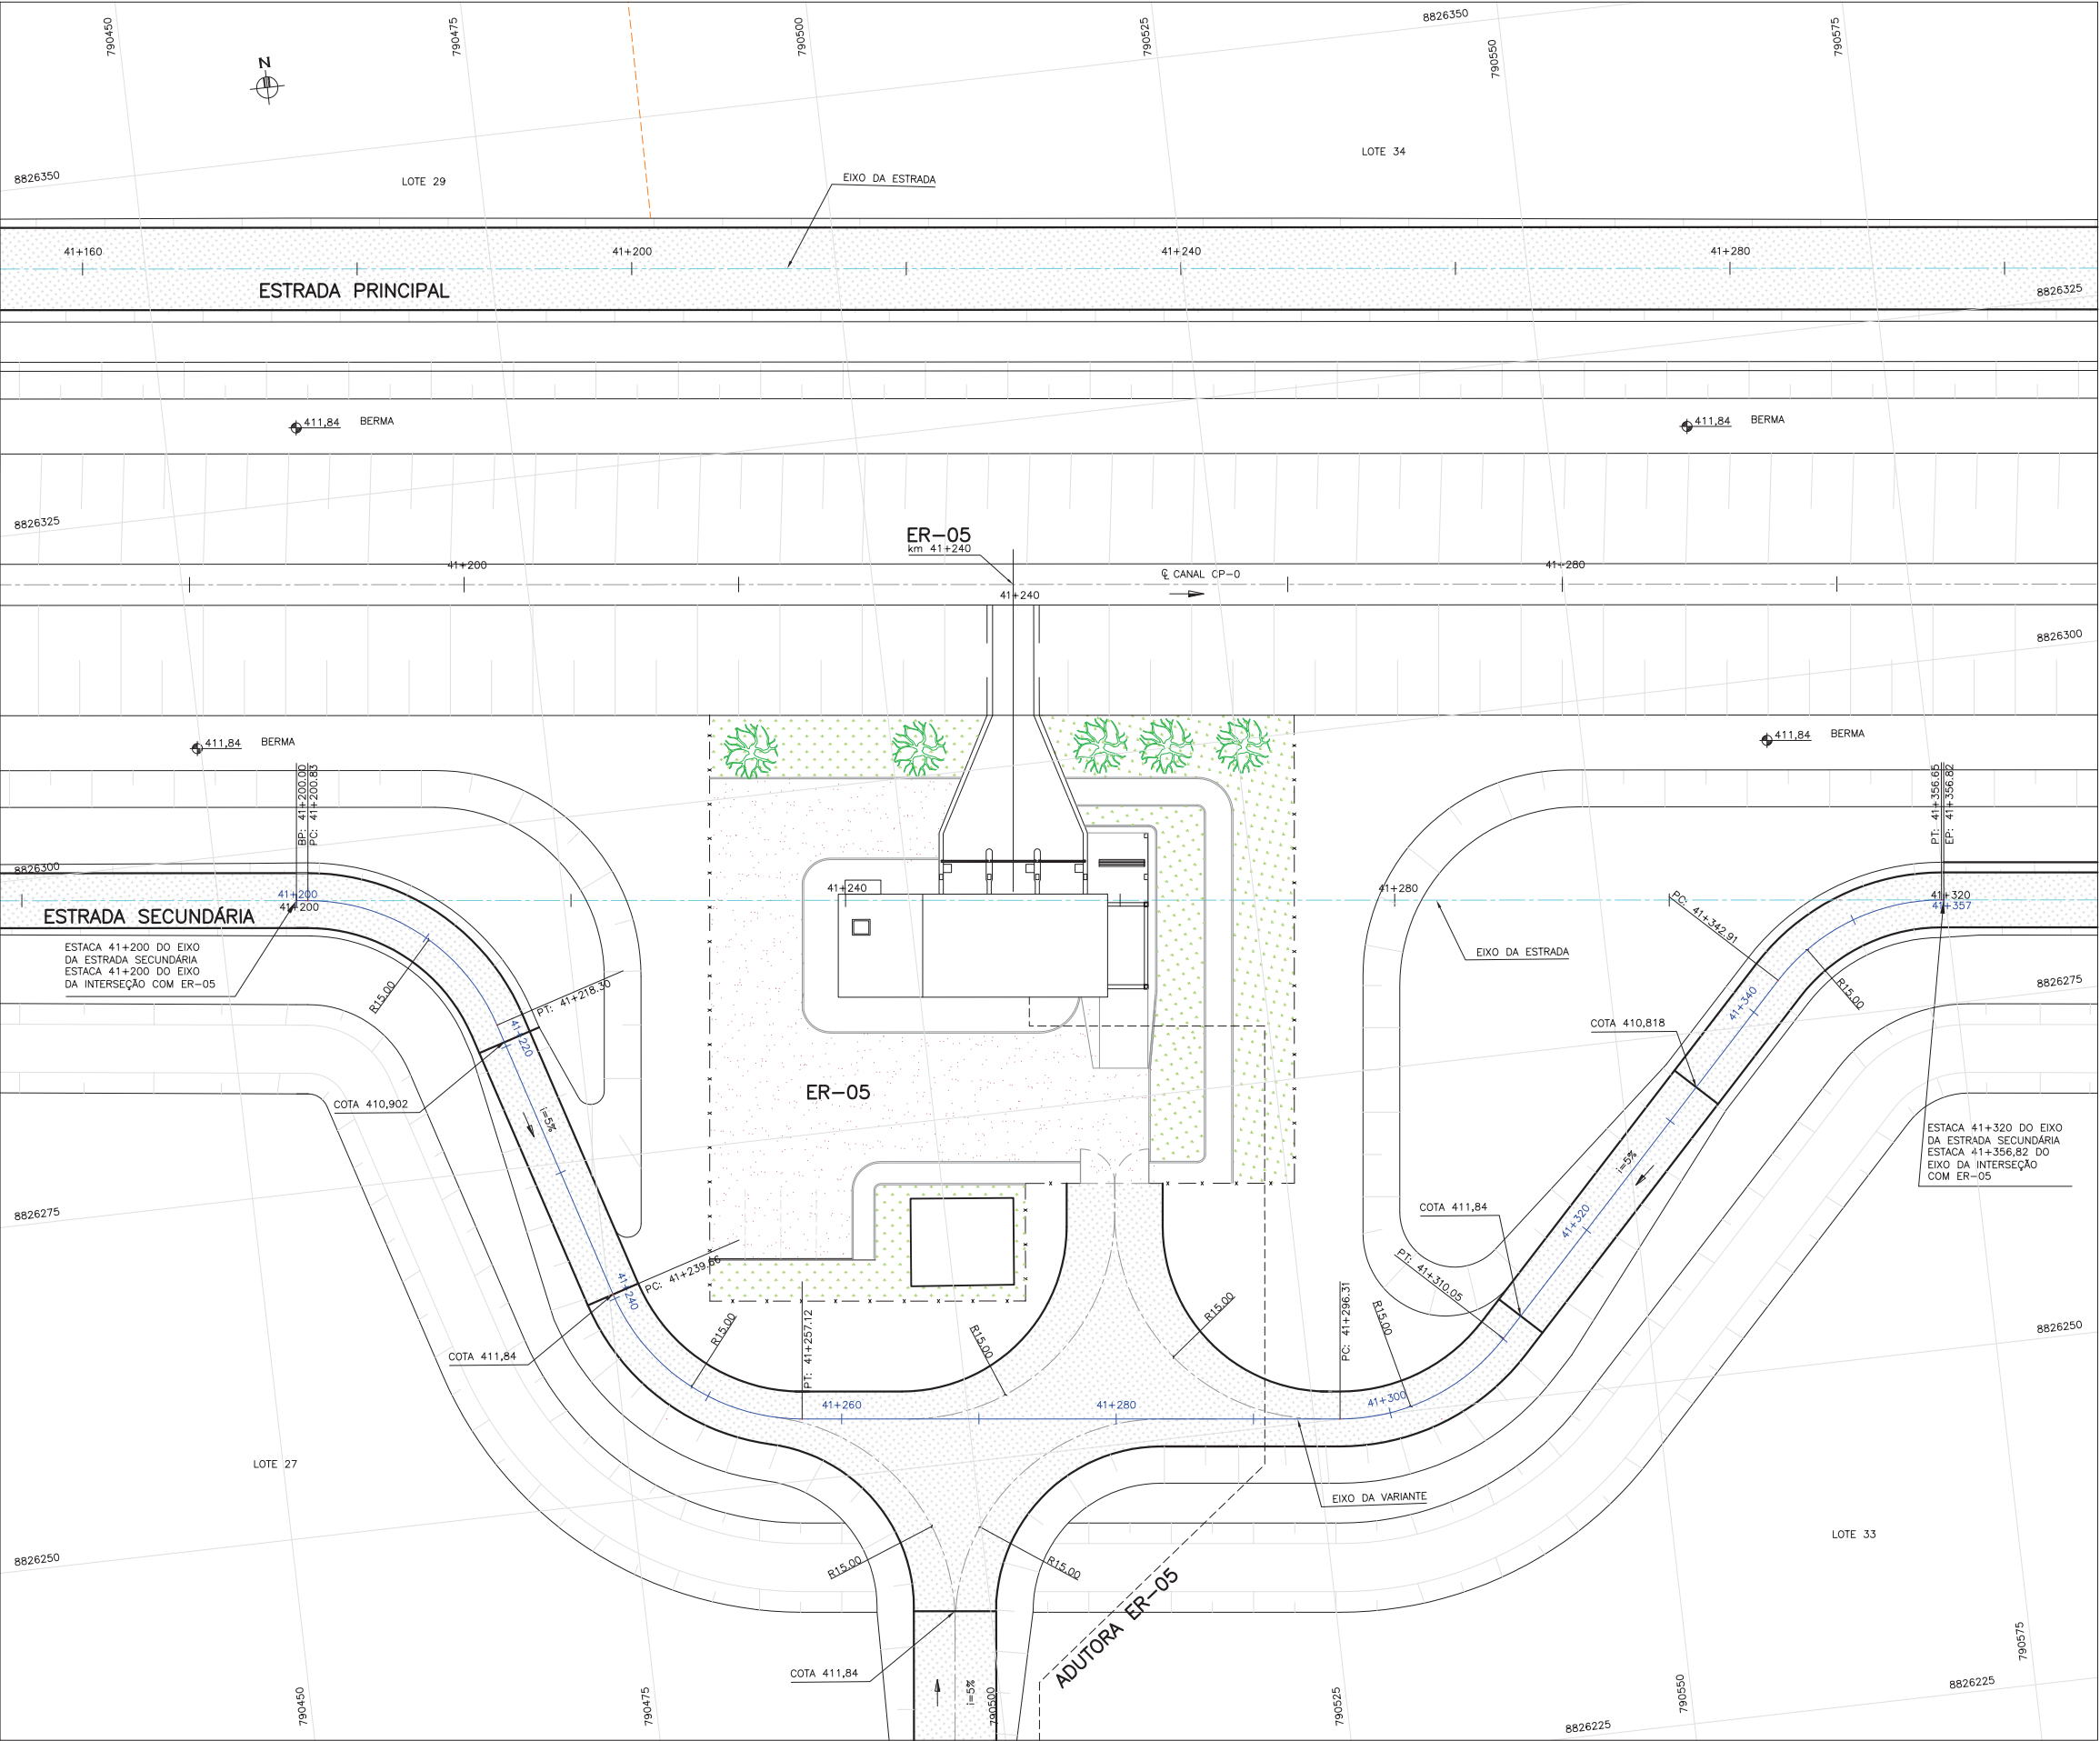 790450
790475
790500
790525
8826350
790550
790575
N
LOTE 34
8826350
LOTE 29
EIXO DA ESTRADA
41+160
41+200
41+240
41+280
ESTRADA PRINCIPAL
8826325
411,84 BERMA
411,84 BERMA
8826325
ER-05
km 41+240
41+200
41+280
℄ CANAL CP-0
41+240
8826300
411,84 BERMA
411,84 BERMA
BP: 41+200.00
PC: 41+200.83
PT: 41+356.65
EP: 41+356.82
8826300
41+200
41+200
41+240
41+280
41+320
41+357
ESTRADA SECUNDÁRIA
PC: 41+342.91
ESTACA 41+200 DO EIXO
DA ESTRADA SECUNDÁRIA
ESTACA 41+200 DO EIXO
DA INTERSEÇÃO COM ER-05
EIXO DA ESTRADA
R15.00
PT: 41+218.30
41+220
41+340
R15.00
8826275
COTA 410,818
COTA 410,902
ER-05
i=5%
i=5%
ESTACA 41+320 DO EIXO
DA ESTRADA SECUNDÁRIA
ESTACA 41+356,82 DO
EIXO DA INTERSEÇÃO
COM ER-05
8826275
COTA 411,84
41+320
PC: 41+239.66
41+240
PT: 41+310.05
R15.00
R15.00
R15.00
R15.00
PT: 41+257.12
PC: 41+296.31
8826250
COTA 411,84
41+260
41+280
41+300
LOTE 27
EIXO DA VARIANTE
LOTE 33
8826250
R15.00
R15.00
ADUTORA ER-05
COTA 411,84
i=5%
790450
790475
790500
790525
790550
790575
8826225
8826225